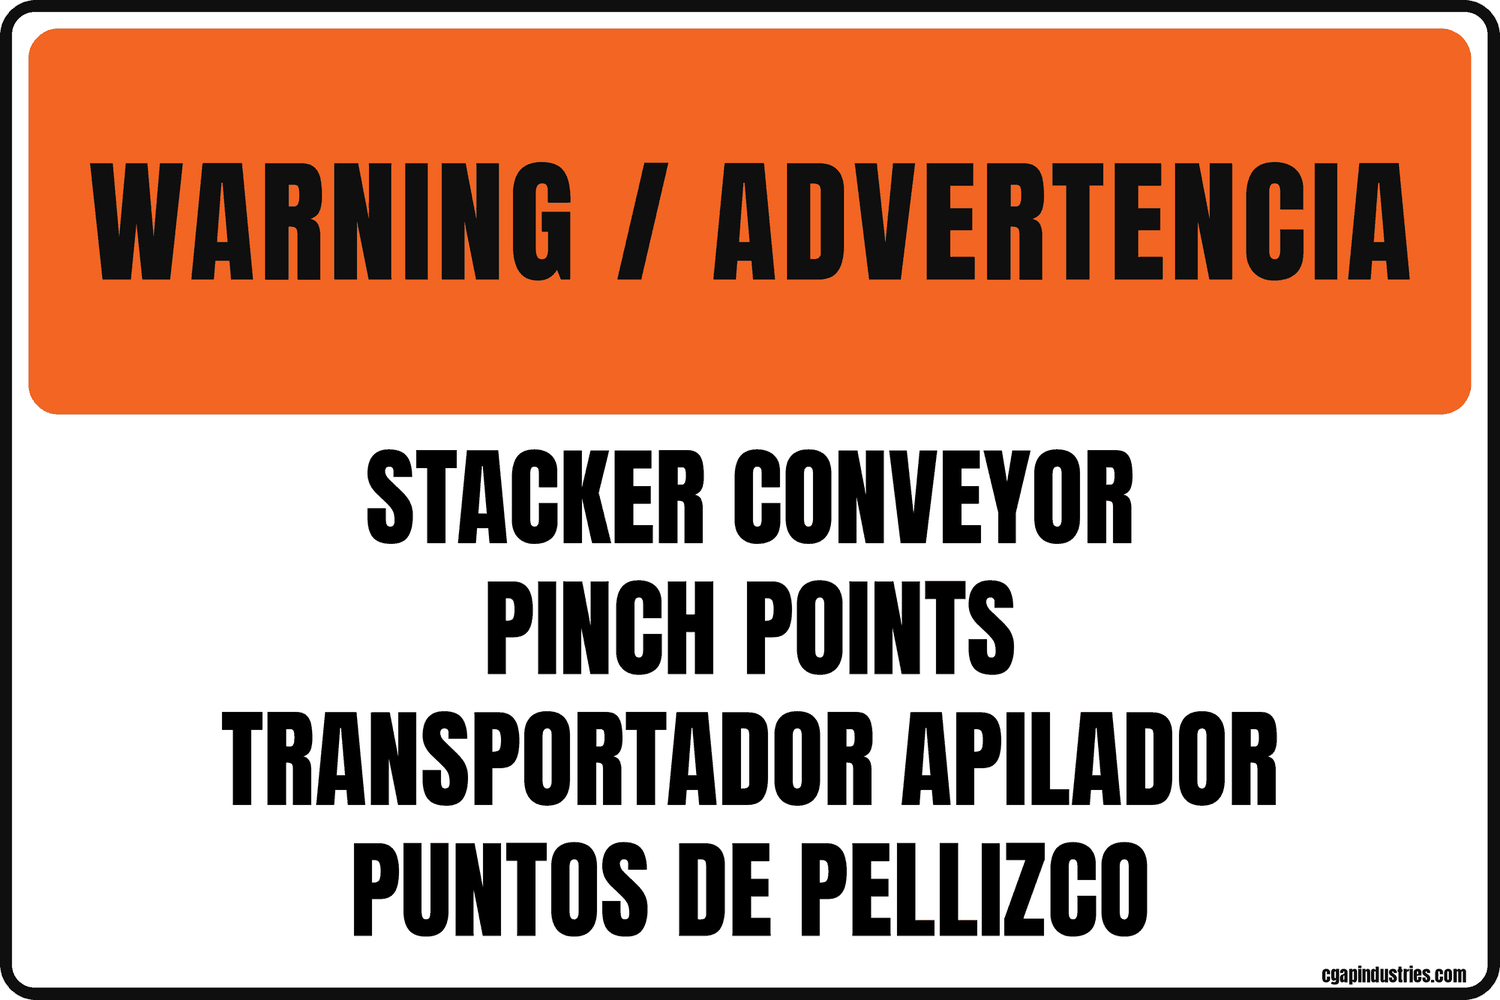 WARNING / ADVERTENCIA
STACKER CONVEYOR
PINCH POINTS
TRANSPORTADOR APILADOR
PUNTOS DE PELLIZCO
cgapindustries.com